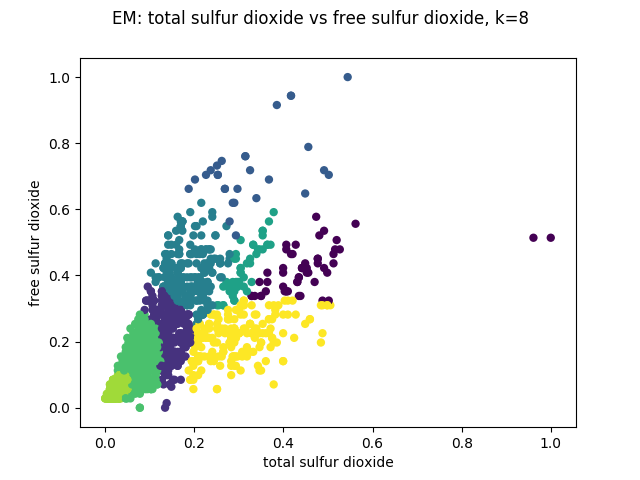 EM: total sulfur dioxide vs free sulfur dioxide, k=8
1.0
0.8
0.6
0.4
0.2
0.0
free sulfur dioxide
0.0 0.2 0.4 0.6 0.8 1.0
total sulfur dioxide